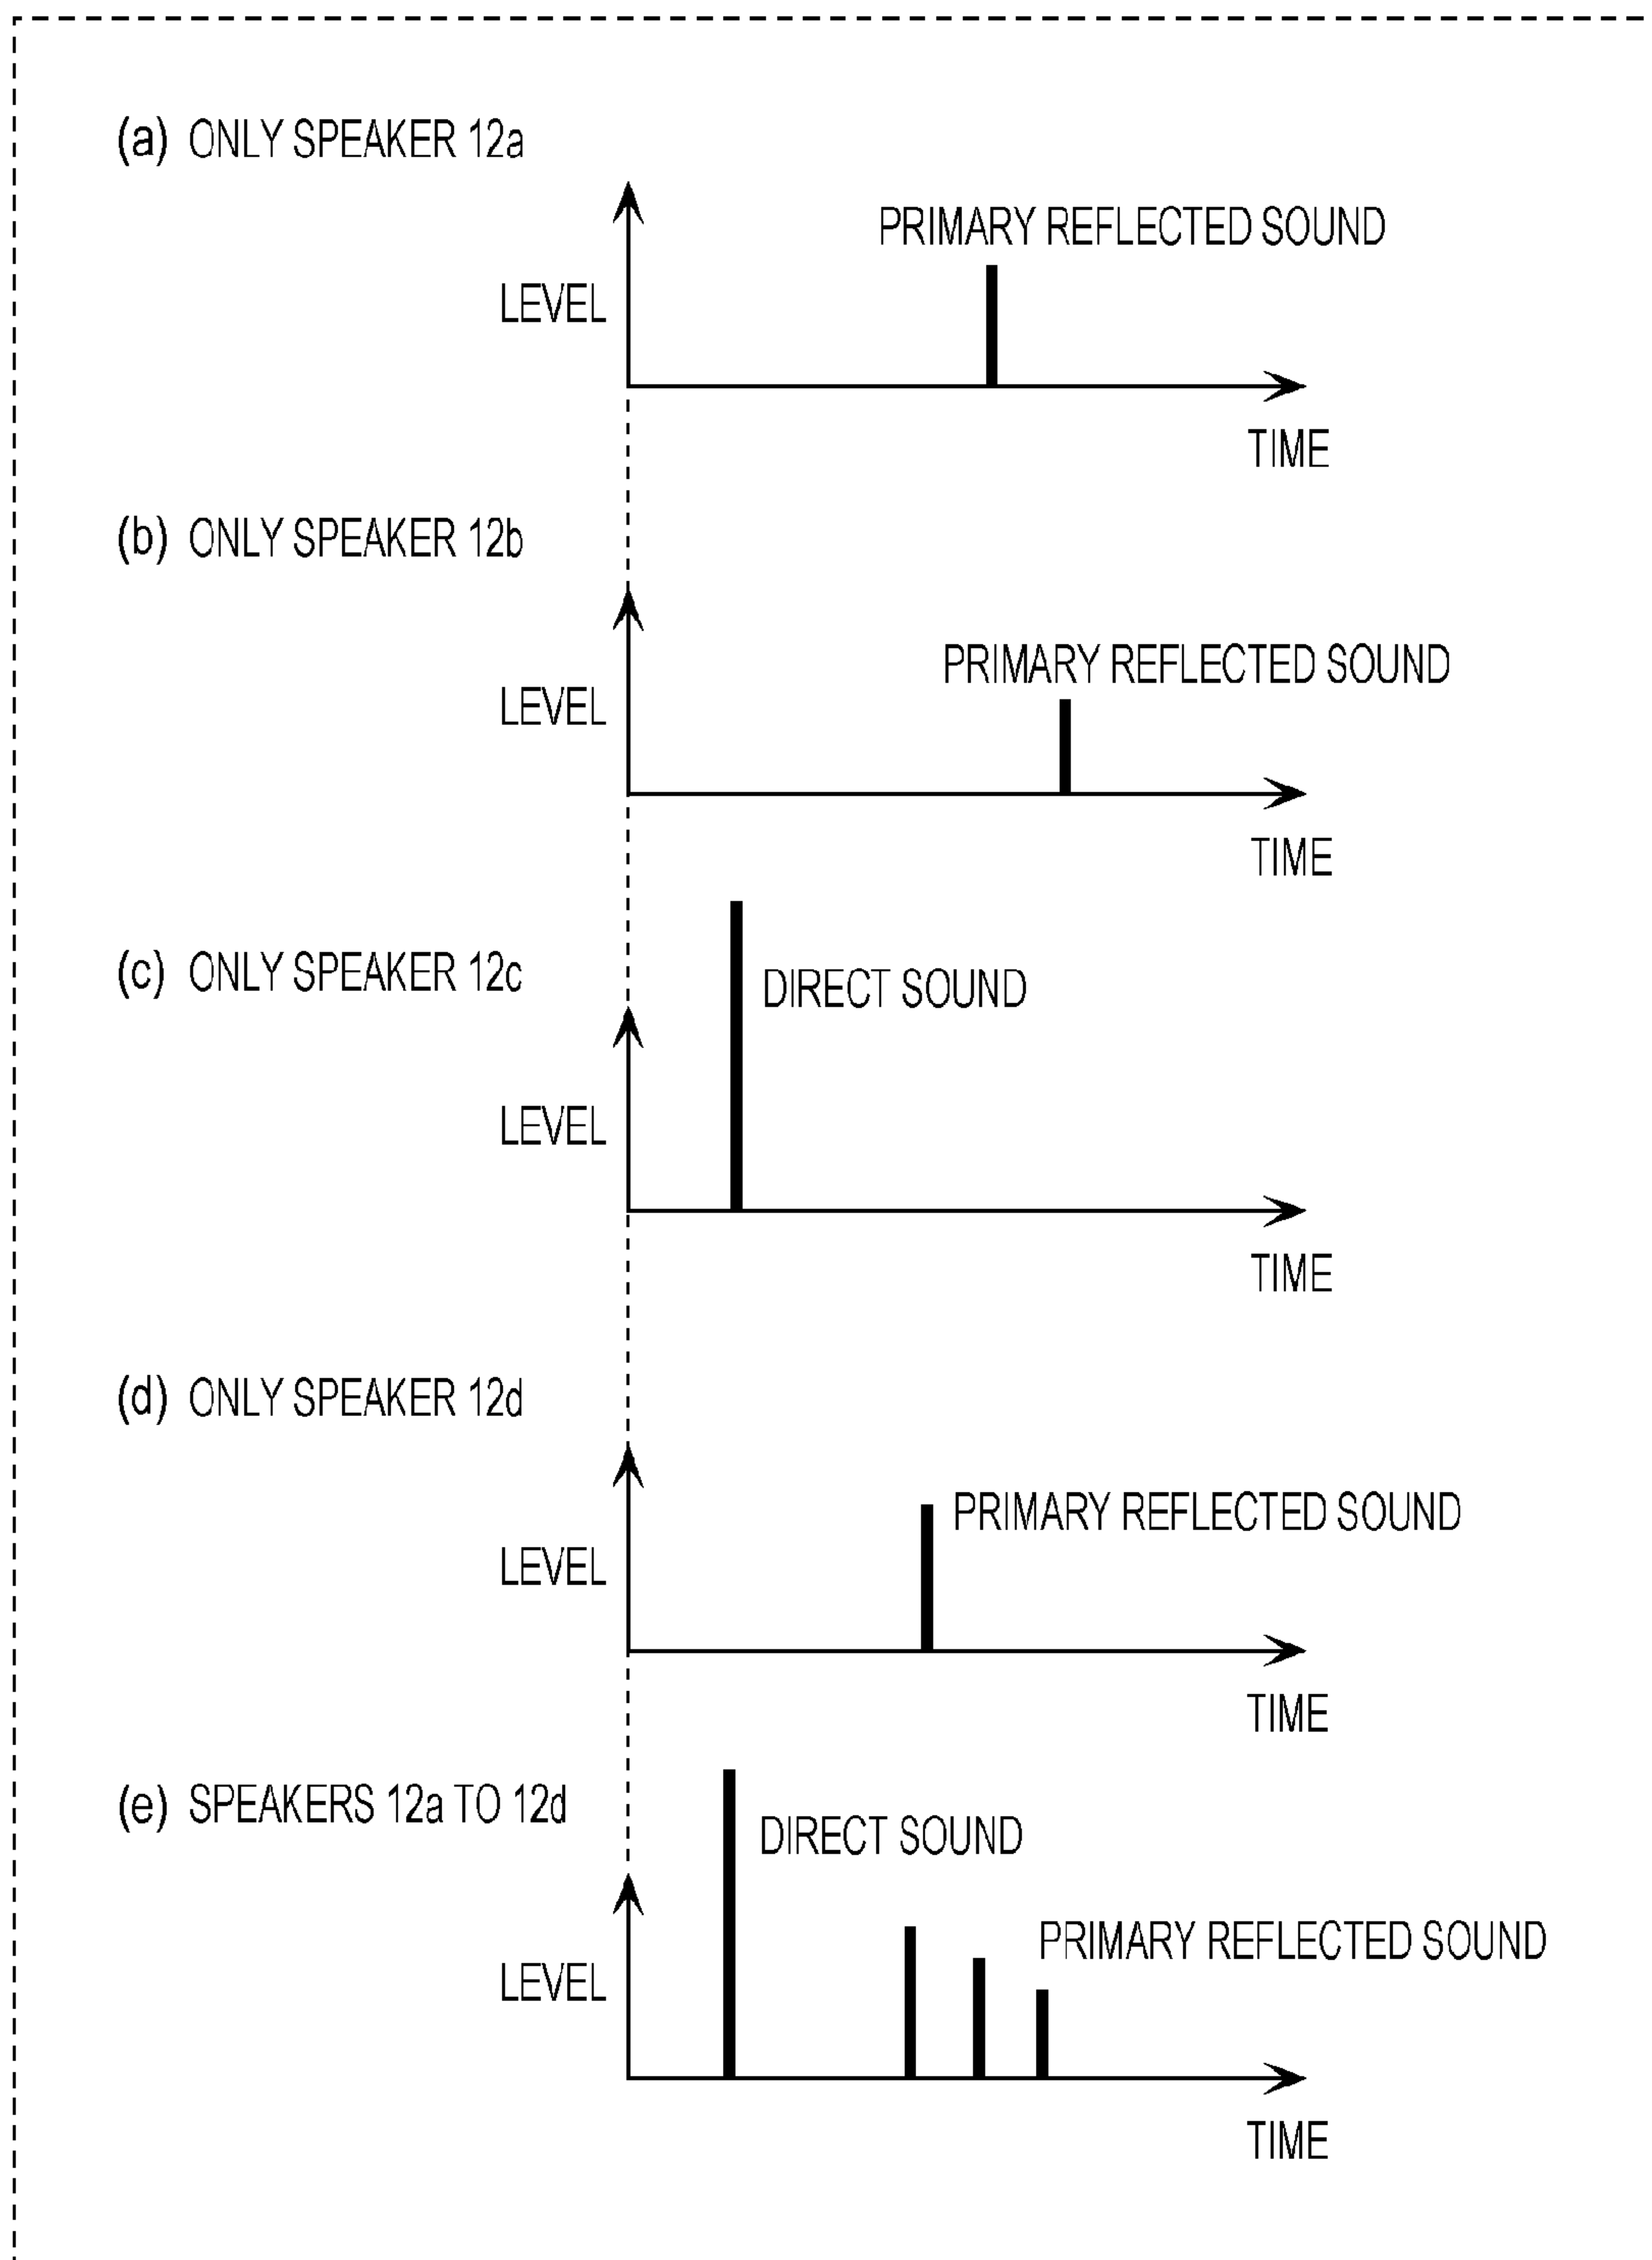 (a) ONLY SPEAKER 12a
PRIMARY REFLECTED SOUND
LEVEL
TIME
(b) ONLY SPEAKER 12b
PRIMARY REFLECTED SOUND
LEVEL
TIME
(c) ONLY SPEAKER 12c
DIRECT SOUND
LEVEL
TIME
(d) ONLY SPEAKER 12d
PRIMARY REFLECTED SOUND
LEVEL
TIME
(e) SPEAKERS 12a TO 12d
DIRECT SOUND
PRIMARY REFLECTED SOUND
LEVEL
TIME